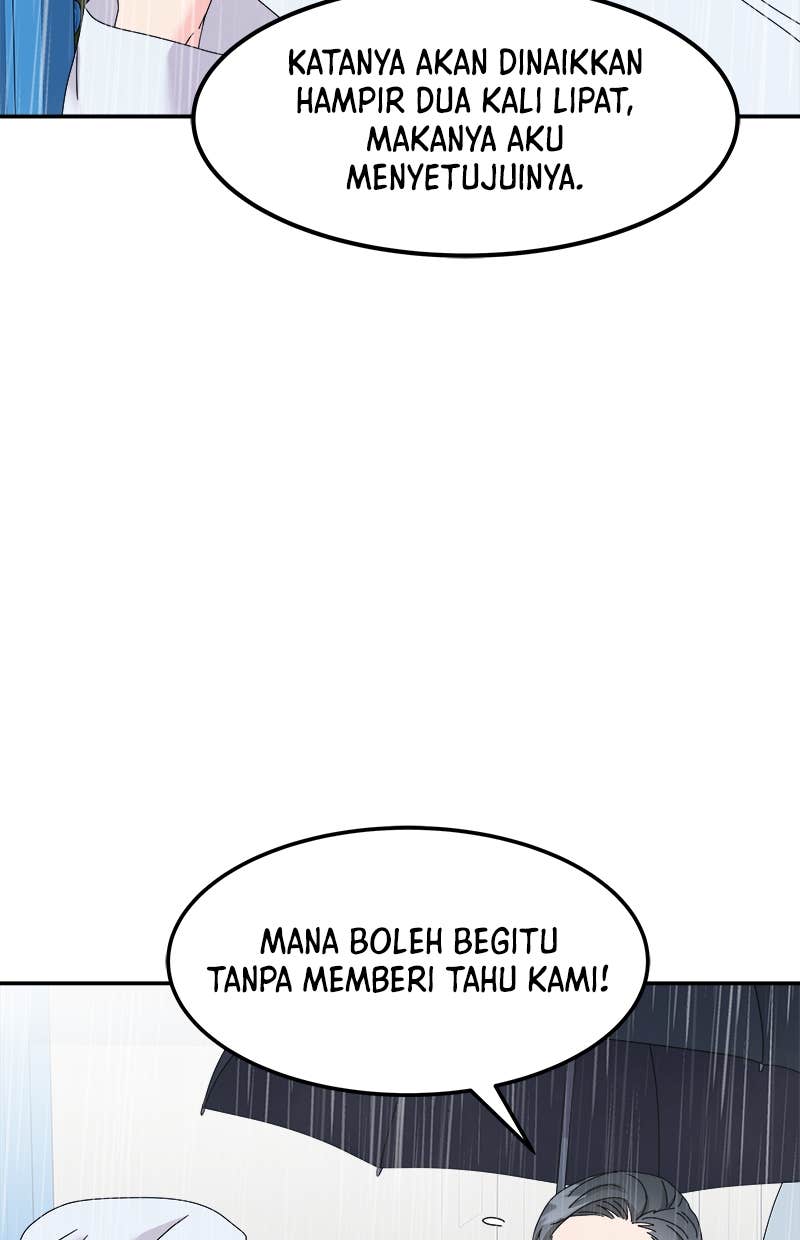 KATANYA AKAN DINAIKKAN
HAMPIR DUA KALI LIPAT,
MAKANYA AKU
MENYETUJUINYA.
MANA BOLEH BEGITU
TANPA MEMBERI TAHU KAMI!